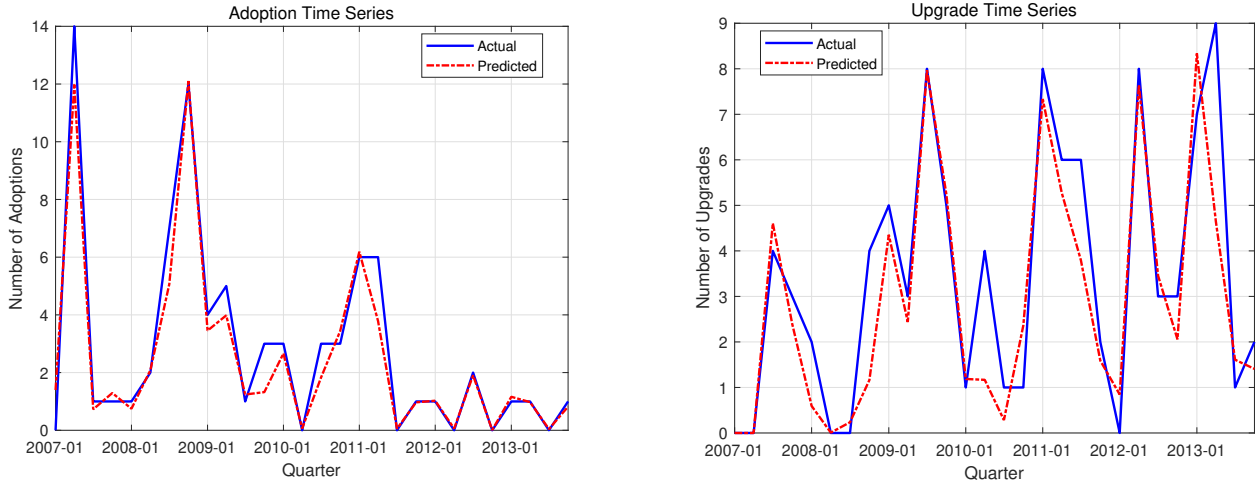 Adoption Time Series
14
12
10
8
6
4
2
0
Number of Adoptions
Actual
Predicted
2007-01 2008-01 2009-01 2010-01 2011-01 2012-01 2013-01
Quarter
Upgrade Time Series
9
8
7
6
5
4
3
2
1
0
Number of Upgrades
Actual
Predicted
2007-01 2008-01 2009-01 2010-01 2011-01 2012-01 2013-01
Quarter